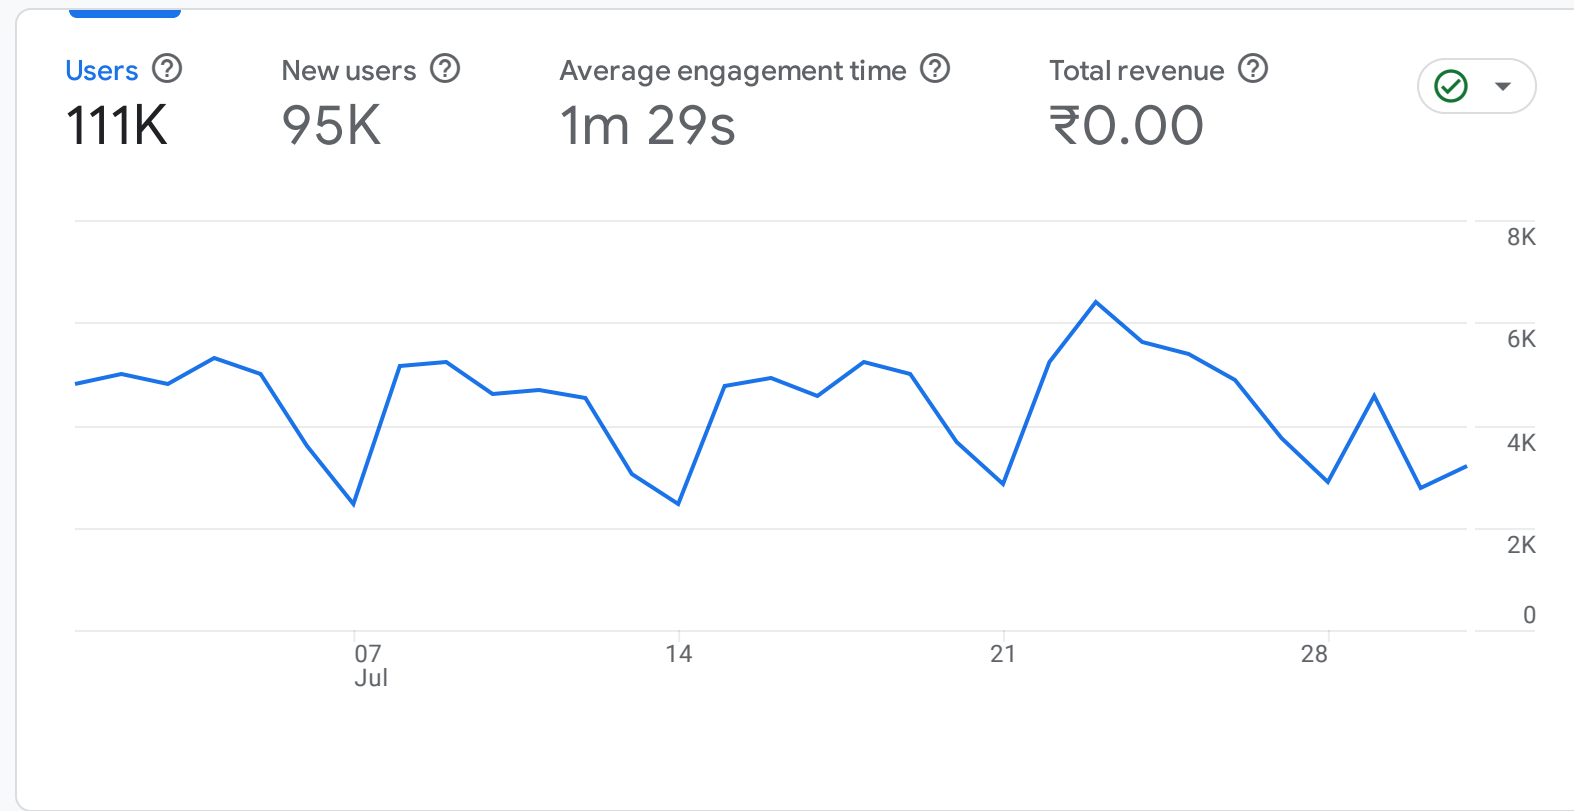 Users New users Average engagement time Total revenue
111K 95K 1m 29s ₹0.00
8K
6K
4K
2K
0
07 14 21 28
Jul